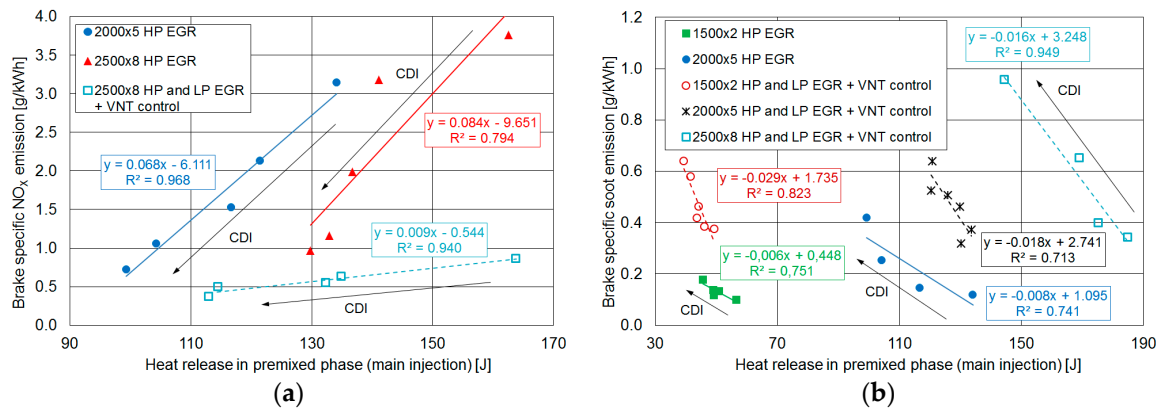 (a)
Brake specific NOX emission [g/kWh]
4.0
3.5
3.0
2.5
2.0
1.5
1.0
0.5
0.0
2000x5 HP EGR
2500x8 HP EGR
2500x8 HP and LP EGR
+ VNT control
CDI
y = 0.084x - 9.651
R² = 0.794
y = 0.068x - 6.111
R² = 0.968
CDI
y = 0.009x - 0.544
R² = 0.940
CDI
90
110
130
150
170
Heat release in premixed phase (main injection) [J]
(b)
Brake specific soot emission [g/kWh]
1.2
1.0
0.8
0.6
0.4
0.2
0.0
1500x2 HP EGR
2000x5 HP EGR
1500x2 HP and LP EGR + VNT control
2000x5 HP and LP EGR + VNT control
2500x8 HP and LP EGR + VNT control
y = -0.016x + 3.248
R² = 0.949
CDI
y = -0.029x + 1.735
R² = 0.823
y = -0,006x + 0,448
R² = 0,751
y = -0.018x + 2.741
R² = 0.713
CDI
CDI
y = -0.008x + 1.095
R² = 0.741
30
70
110
150
190
Heat release in premixed phase (main injection) [J]